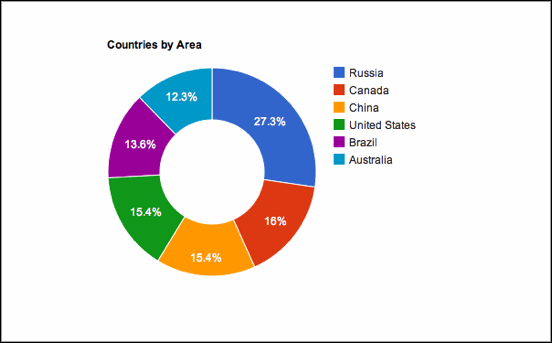 Countries by Area
Russia
Canada
China
United States
Brazil
Australia
27.3%
16%
15.4%
15.4%
13.6%
12.3%